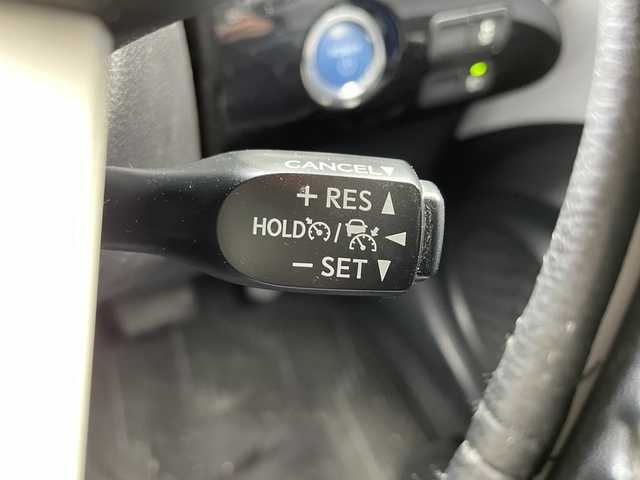 CANCEL▼
+ RES ▲
HOLD / ◀
− SET ▼